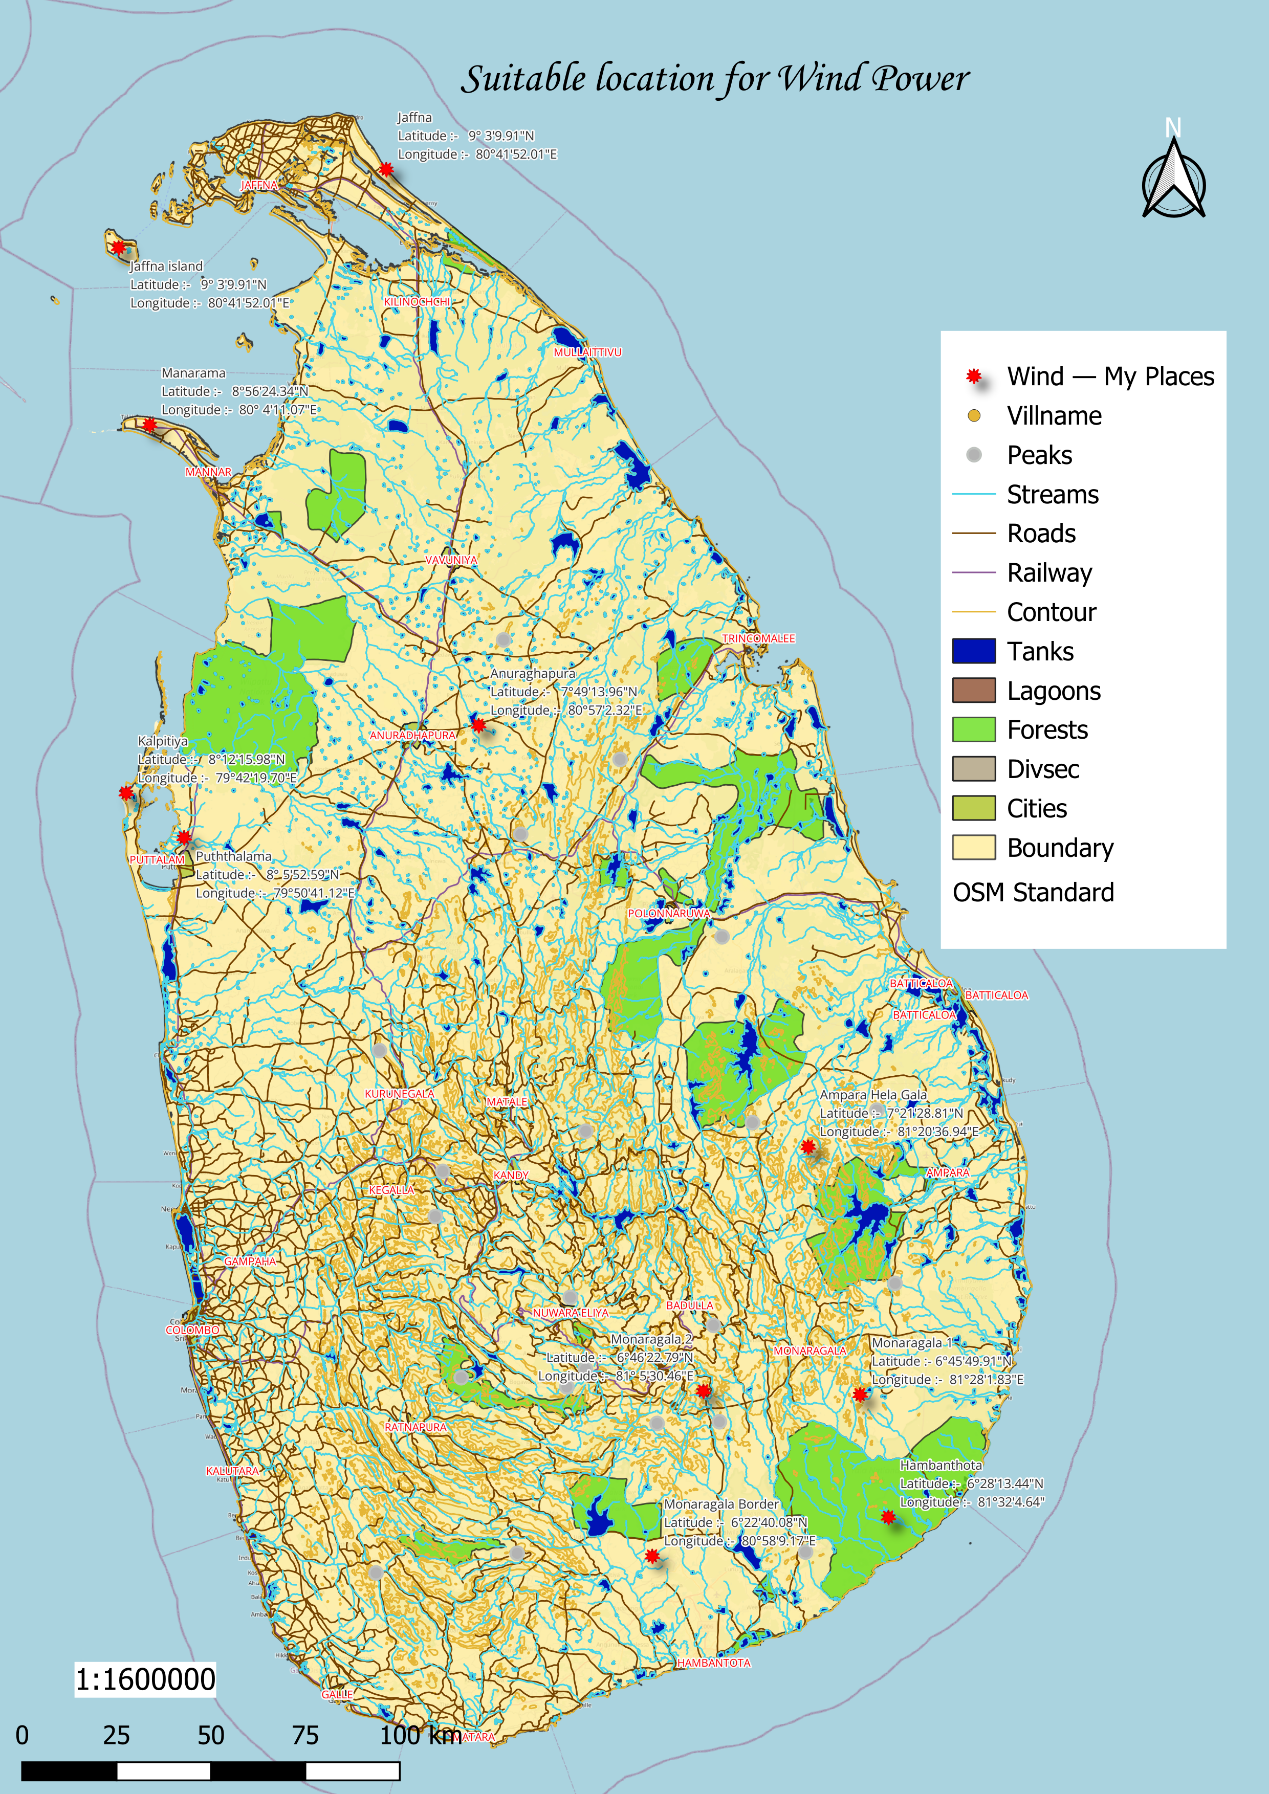 Suitable location for Wind Power
N
Jaffna
Latitude :- 9° 3'9.91"N
Longitude :- 80°41'52.01"E
JAFFNA
Jaffna island
Latitude :- 9° 3'9.91"N
Longitude :- 80°41'52.01"E
KILINOCHCHI
MULLAITTIVU
Manarama
Latitude :- 8°56'24.34"N
Longitude :- 80° 4'11.07"E
MANNAR
VAVUNIYA
TRINCOMALEE
Anuraghapura
Latitude :- 7°49'13.96"N
Longitude :- 80°57'2.32"E
ANURADHAPURA
Kalpitiya
Latitude :- 8°12'15.98"N
Longitude :- 79°42'19.70"E
PUTTALAM
Puththalama
Latitude :- 8° 5'52.59"N
Longitude :- 79°50'41.12"E
POLONNARUWA
BATTICALOA
BATTICALOA
BATTICALOA
KURUNEGALA
MATALE
Ampara Hela Gala
Latitude :- 7°21'28.81"N
Longitude :- 81°20'36.94"E
AMPARA
KANDY
KEGALLA
GAMPAHA
NUWARA ELIYA
BADULLA
COLOMBO
Monaragala 2
Latitude :- 6°46'22.79"N
Longitude :- 81° 5'30.46"E
MONARAGALA
Monaragala 1
Latitude :- 6°45'49.91"N
Longitude :- 81°28'1.83"E
RATNAPURA
KALUTARA
Hambanthota
Latitude :- 6°28'13.44"N
Longitude :- 81°32'4.64"
Monaragala Border
Latitude :- 6°22'40.08"N
Longitude :- 80°58'9.17"E
HAMBANTOTA
GALLE
MATARA
Wind — My Places
Villname
Peaks
Streams
Roads
Railway
Contour
Tanks
Lagoons
Forests
Divsec
Cities
Boundary
OSM Standard
1:1600000
0 25 50 75 100 km